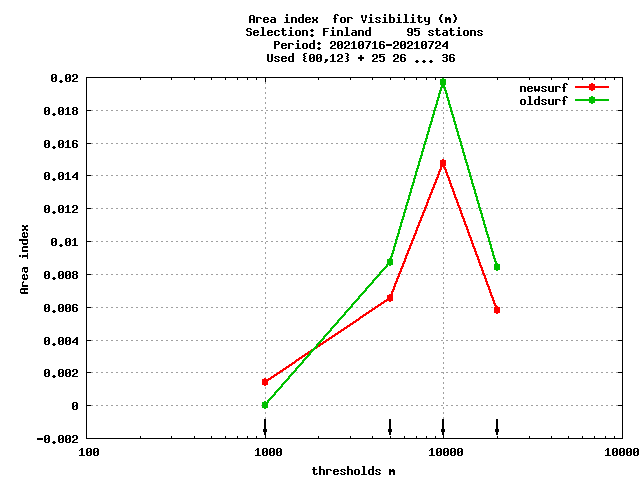 Area index  for Visibility (m)
Selection: Finland     95 stations
Period: 20210716-20210724
Used {00,12} + 25 26 ... 36
newsurf
oldsurf
0.02
0.018
0.016
0.014
0.012
0.01
0.008
0.006
0.004
0.002
0
-0.002
Area index
100 1000 10000 10000
thresholds m